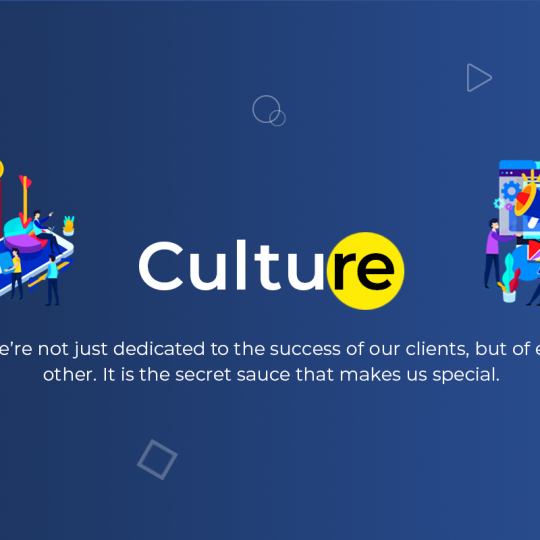 Culture
e're not just dedicated to the success of our clients, but of e
other. It is the secret sauce that makes us special.